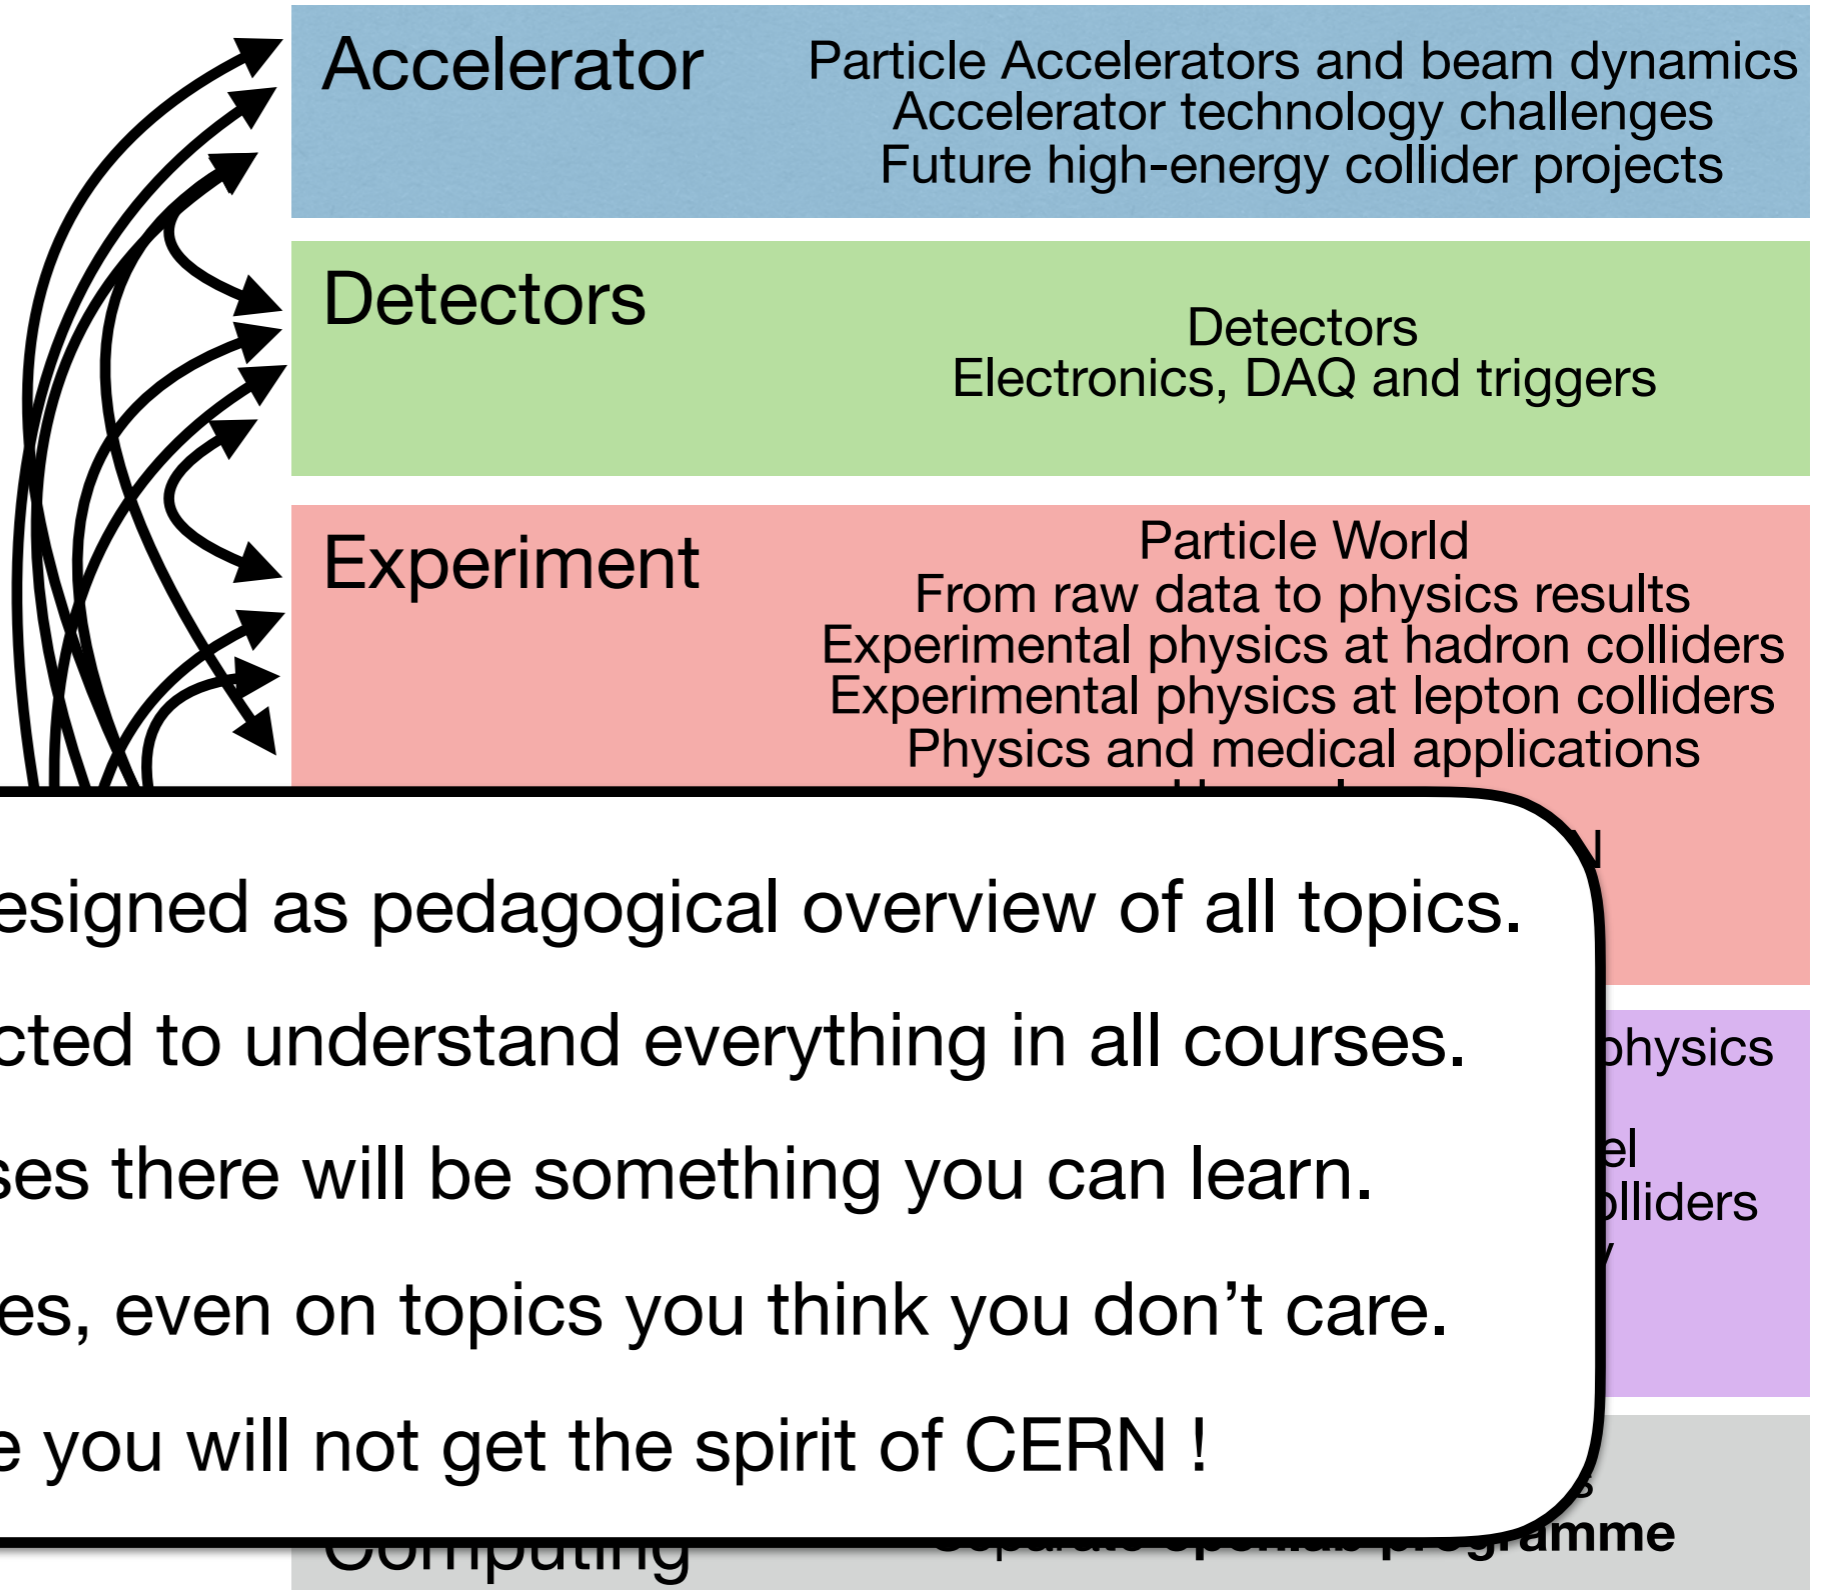 Accelerator
Particle Accelerators and beam dynamics
Accelerator technology challenges
Future high-energy collider projects
Detectors
Detectors
Electronics, DAQ and triggers
Experiment
Particle World
From raw data to physics results
Experimental physics at hadron colliders
Experimental physics at lepton colliders
Physics and medical applications
esigned as pedagogical overview of all topics.
cted to understand everything in all courses.
ses there will be something you can learn.
es, even on topics you think you don’t care.
e you will not get the spirit of CERN !
physics
el
olliders
Computing
Separate openlab programme